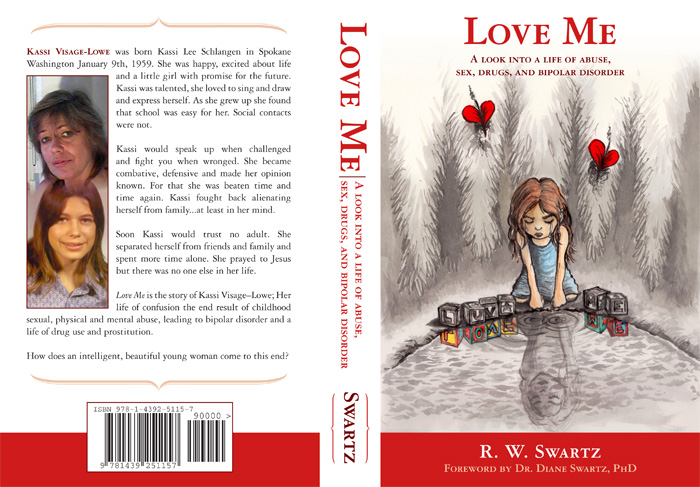 KASSI VISAGE-LOWE was born Kassi Lee Schlangen in Spokane
Washington January 9th, 1959. She was happy, excited about life
and a little girl with promise for the future.
Kassi was talented, she loved to sing and draw
and express herself. As she grew up she found
that school was easy for her. Social contacts
were not.
Kassi would speak up when challenged
and fight you when wronged. She became
combative, defensive and made her opinion
known. For that she was beaten time and
time again. Kassi fought back alienating
herself from family...at least in her mind.
Soon Kassi would trust no adult. She
separated herself from friends and family and
spent more time alone. She prayed to Jesus
but there was no one else in her life.
Love Me is the story of Kassi Visage–Lowe; Her
life of confusion the end result of childhood
sexual, physical and mental abuse, leading to bipolar disorder and a
life of drug use and prostitution.
How does an intelligent, beautiful young woman come to this end?
ISBN 978-1-4392-5115-7
90000 >
9 781439 251157
LOVE ME
A LOOK INTO A LIFE OF ABUSE,
SEX, DRUGS, AND BIPOLAR DISORDER
SWARTZ
LOVE ME
A LOOK INTO A LIFE OF ABUSE,
SEX, DRUGS, AND BIPOLAR DISORDER
LOVE ME
R. W. SWARTZ
FOREWORD BY DR. DIANE SWARTZ, PHD